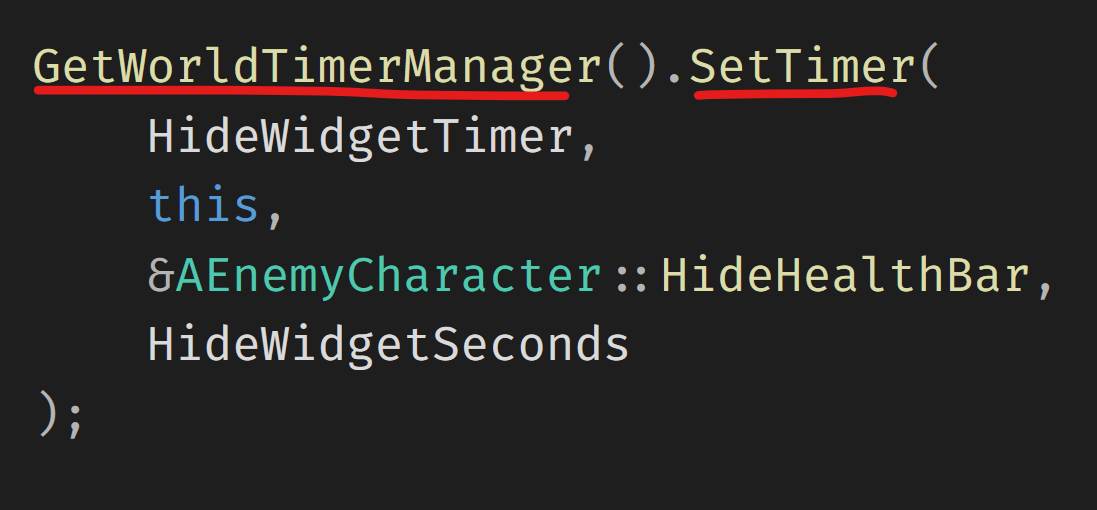 GetWorldTimerManager().SetTimer(
HideWidgetTimer,
this,
&AEnemyCharacter::HideHealthBar,
HideWidgetSeconds
);